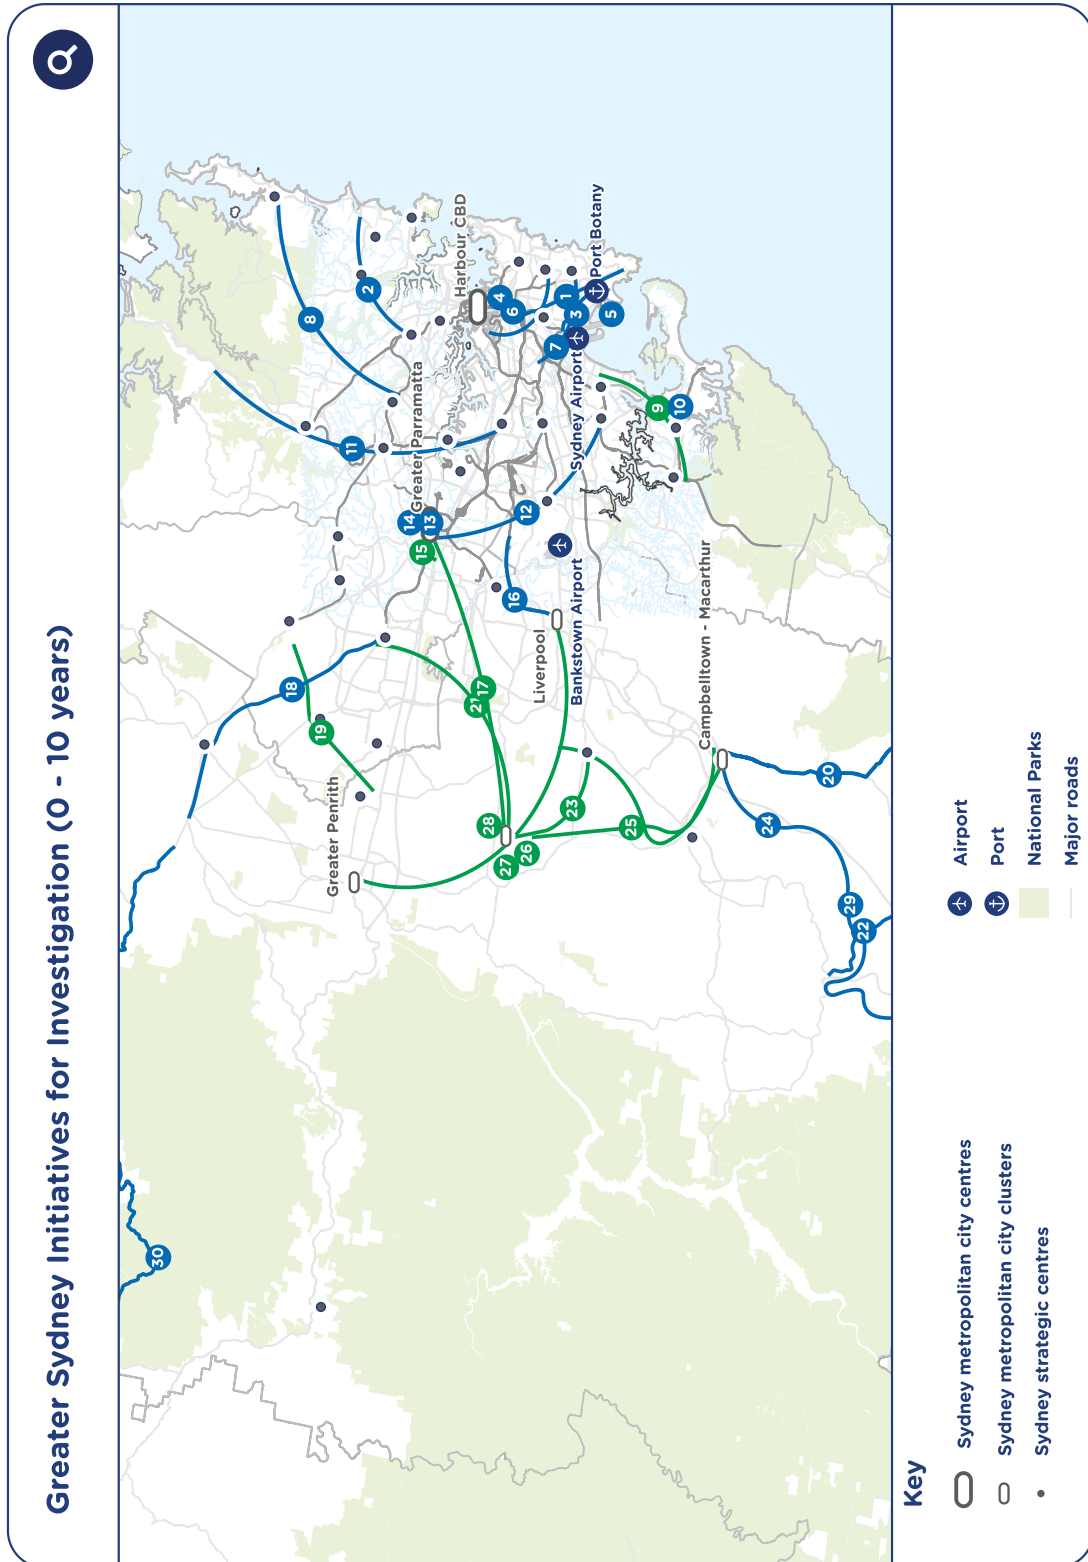 Greater Sydney Initiatives for Investigation (0 - 10 years)
30
18
19
Greater Penrith
28
27
26
21
17
23
25
Liverpool
Bankstown Airport
Campbelltown - Macarthur
20
24
29
22
15
14
13
Greater Parramatta
12
16
11
8
2
Harbour CBD
4
6
1
3
5
7
Port Botany
Sydney Airport
9
10
Key
Sydney metropolitan city centres
Sydney metropolitan city clusters
Sydney strategic centres
Airport
Port
National Parks
Major roads